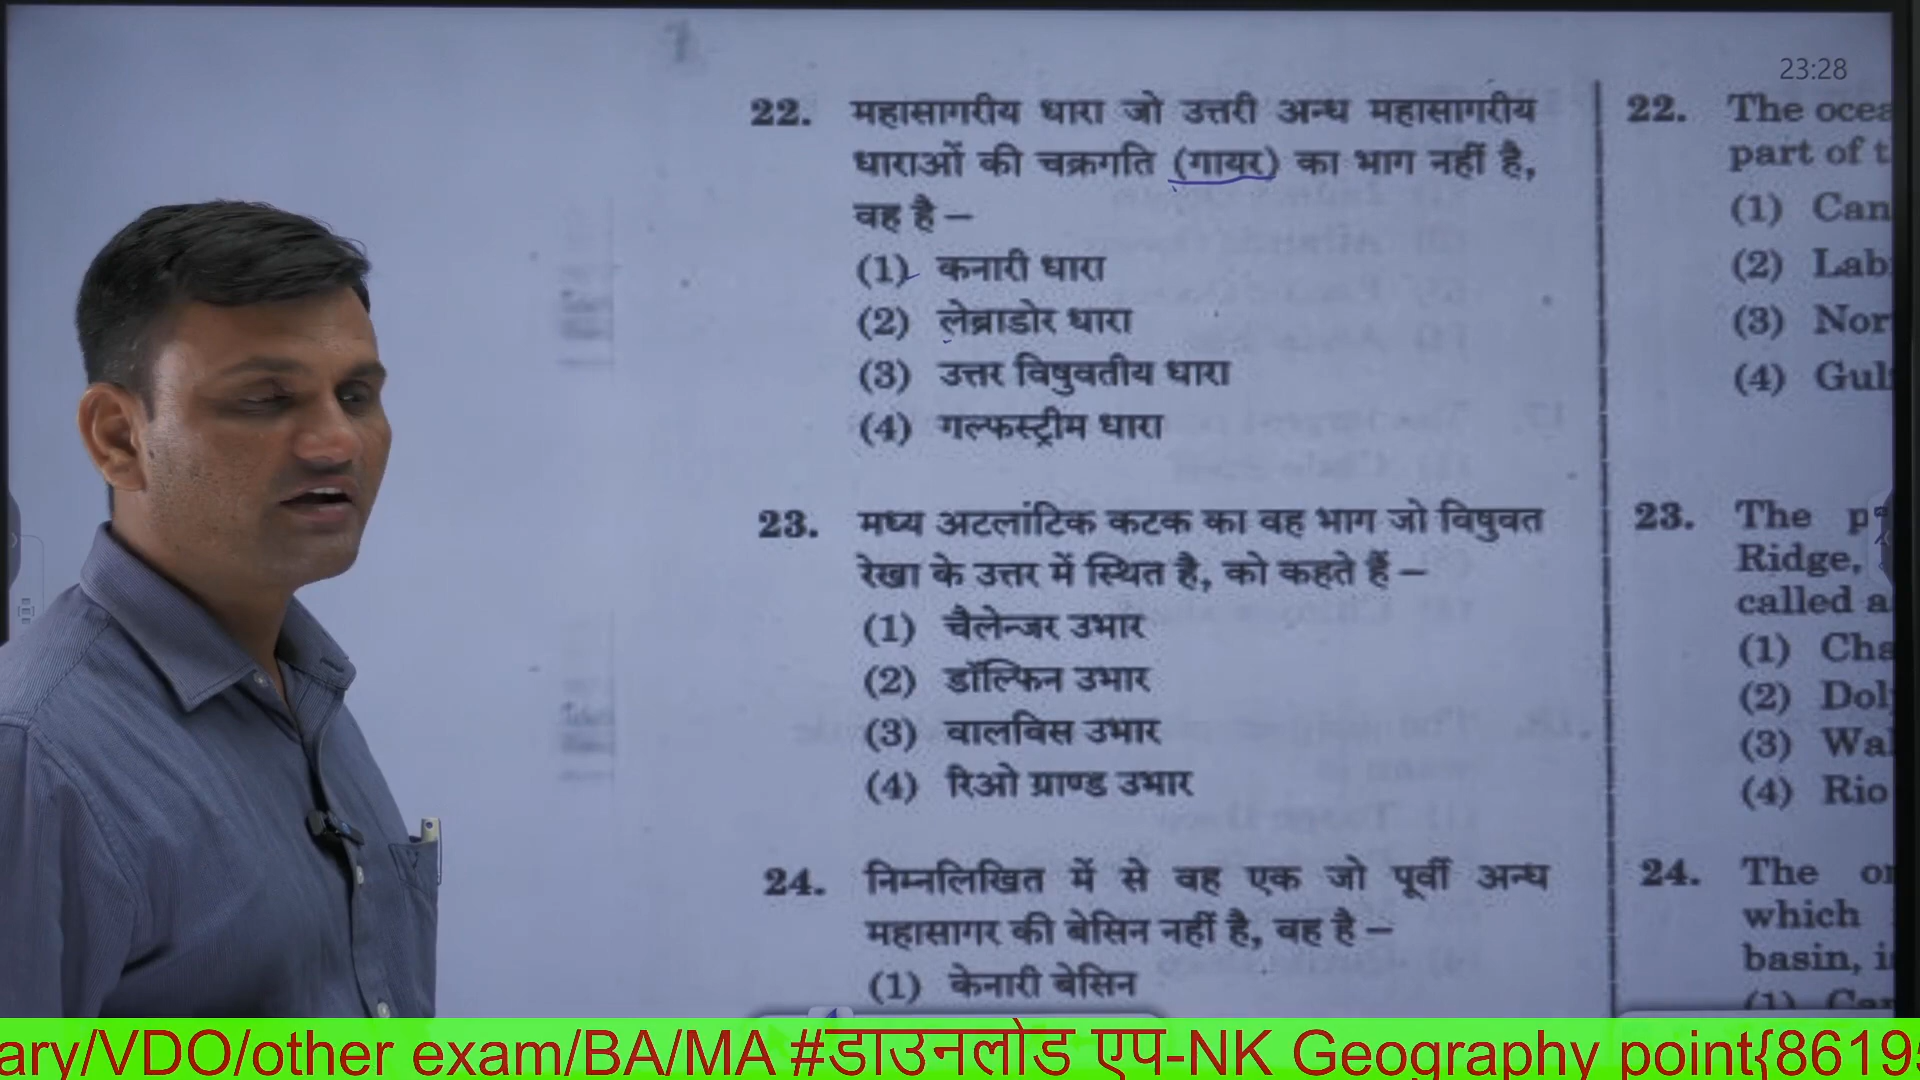 23:28
22. महासागरीय धारा जो उत्तरी अन्ध महासागरीय
धाराओं की चक्रगति (गायर) का भाग नहीं है,
वह है –
(1) कनारी धारा
(2) लेब्राडोर धारा
(3) उत्तर विषुवतीय धारा
(4) गल्फस्ट्रीम धारा
23. मध्य अटलांटिक कटक का वह भाग जो विषुवत
रेखा के उत्तर में स्थित है, को कहते हैं –
(1) चैलेन्जर उभार
(2) डॉल्फिन उभार
(3) वालविस उभार
(4) रिओ ग्राण्ड उभार
24. निम्नलिखित में से वह एक जो पूर्वी अन्ध
महासागर की बेसिन नहीं है, वह है –
(1) केनारी बेसिन
22. The ocea
part of t
(1) Can
(2) Lab
(3) Nor
(4) Gul
23. The p
Ridge,
called a
(1) Cha
(2) Dol
(3) Wal
(4) Rio
24. The on
which
basin, i
(1) Can
ary/VDO/other exam/BA/MA #डाउनलोड एप-NK Geography point{8619